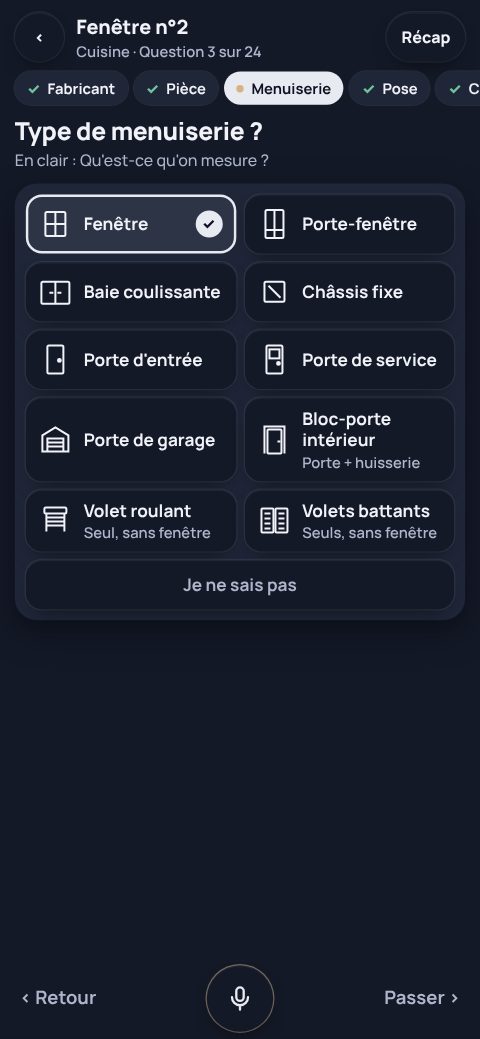 Fenêtre n°2
Cuisine · Question 3 sur 24
Récap
Fabricant
Pièce
Menuiserie
Pose
C
Type de menuiserie ?
En clair : Qu'est-ce qu'on mesure ?
Fenêtre
Porte-fenêtre
Baie coulissante
Châssis fixe
Porte d'entrée
Porte de service
Porte de garage
Bloc-porte
intérieur
Porte + huisserie
Volet roulant
Seul, sans fenêtre
Volets battants
Seuls, sans fenêtre
Je ne sais pas
‹ Retour
Passer ›